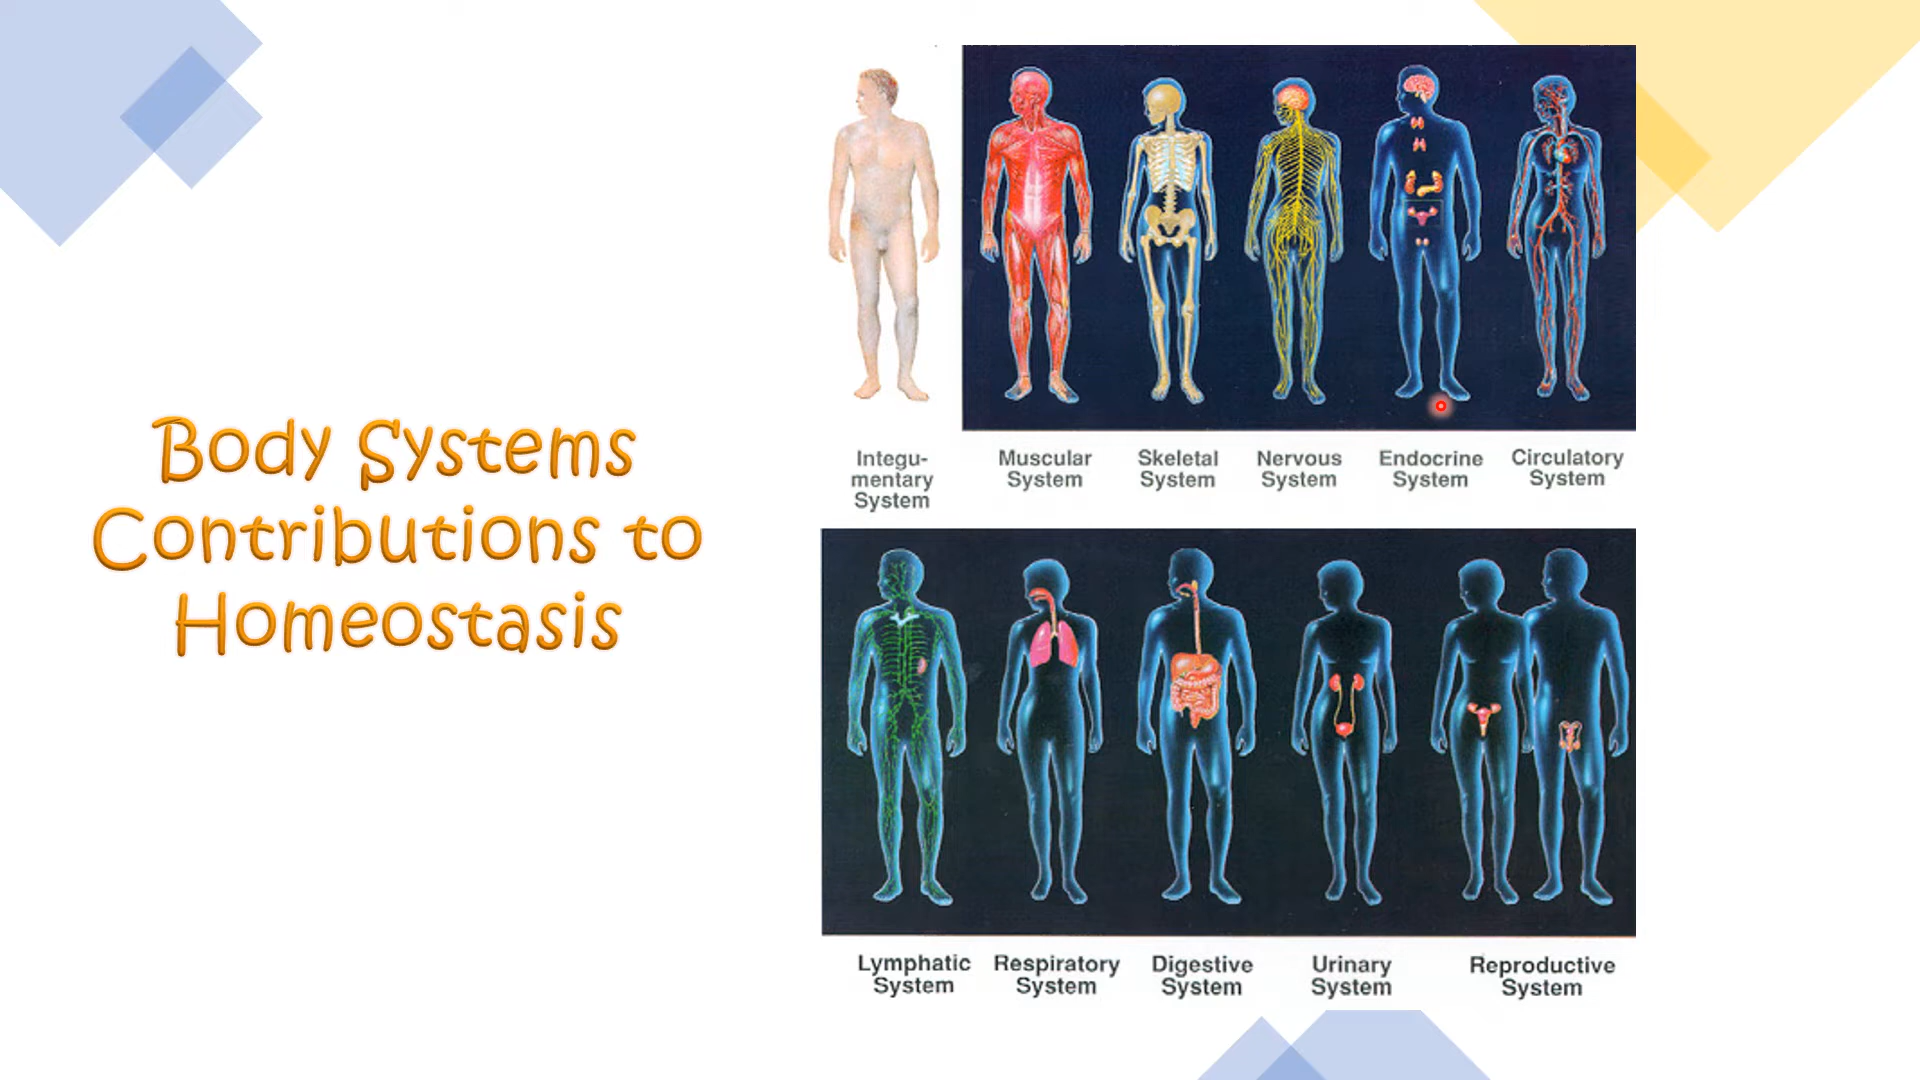 Body Systems
Contributions to
Homeostasis
Integu-
mentary
System
Muscular
System
Skeletal
System
Nervous
System
Endocrine
System
Circulatory
System
Lymphatic
System
Respiratory
System
Digestive
System
Urinary
System
Reproductive
System